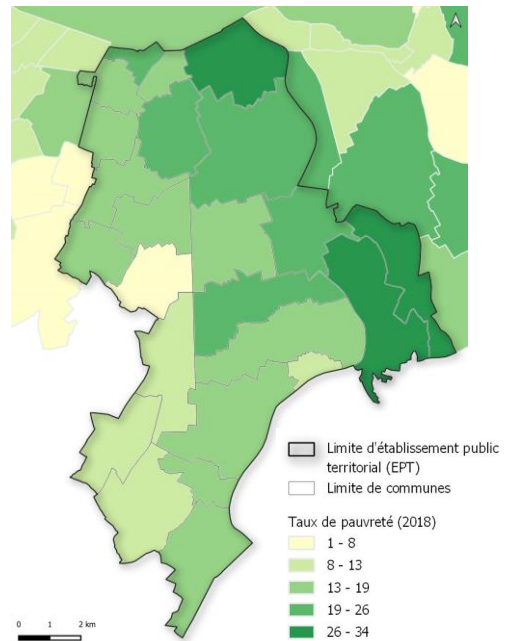 Limite d'établissement public
territorial (EPT)
Limite de communes
Taux de pauvreté (2018)
1 - 8
8 - 13
13 - 19
19 - 26
26 - 34
0 1 2 km